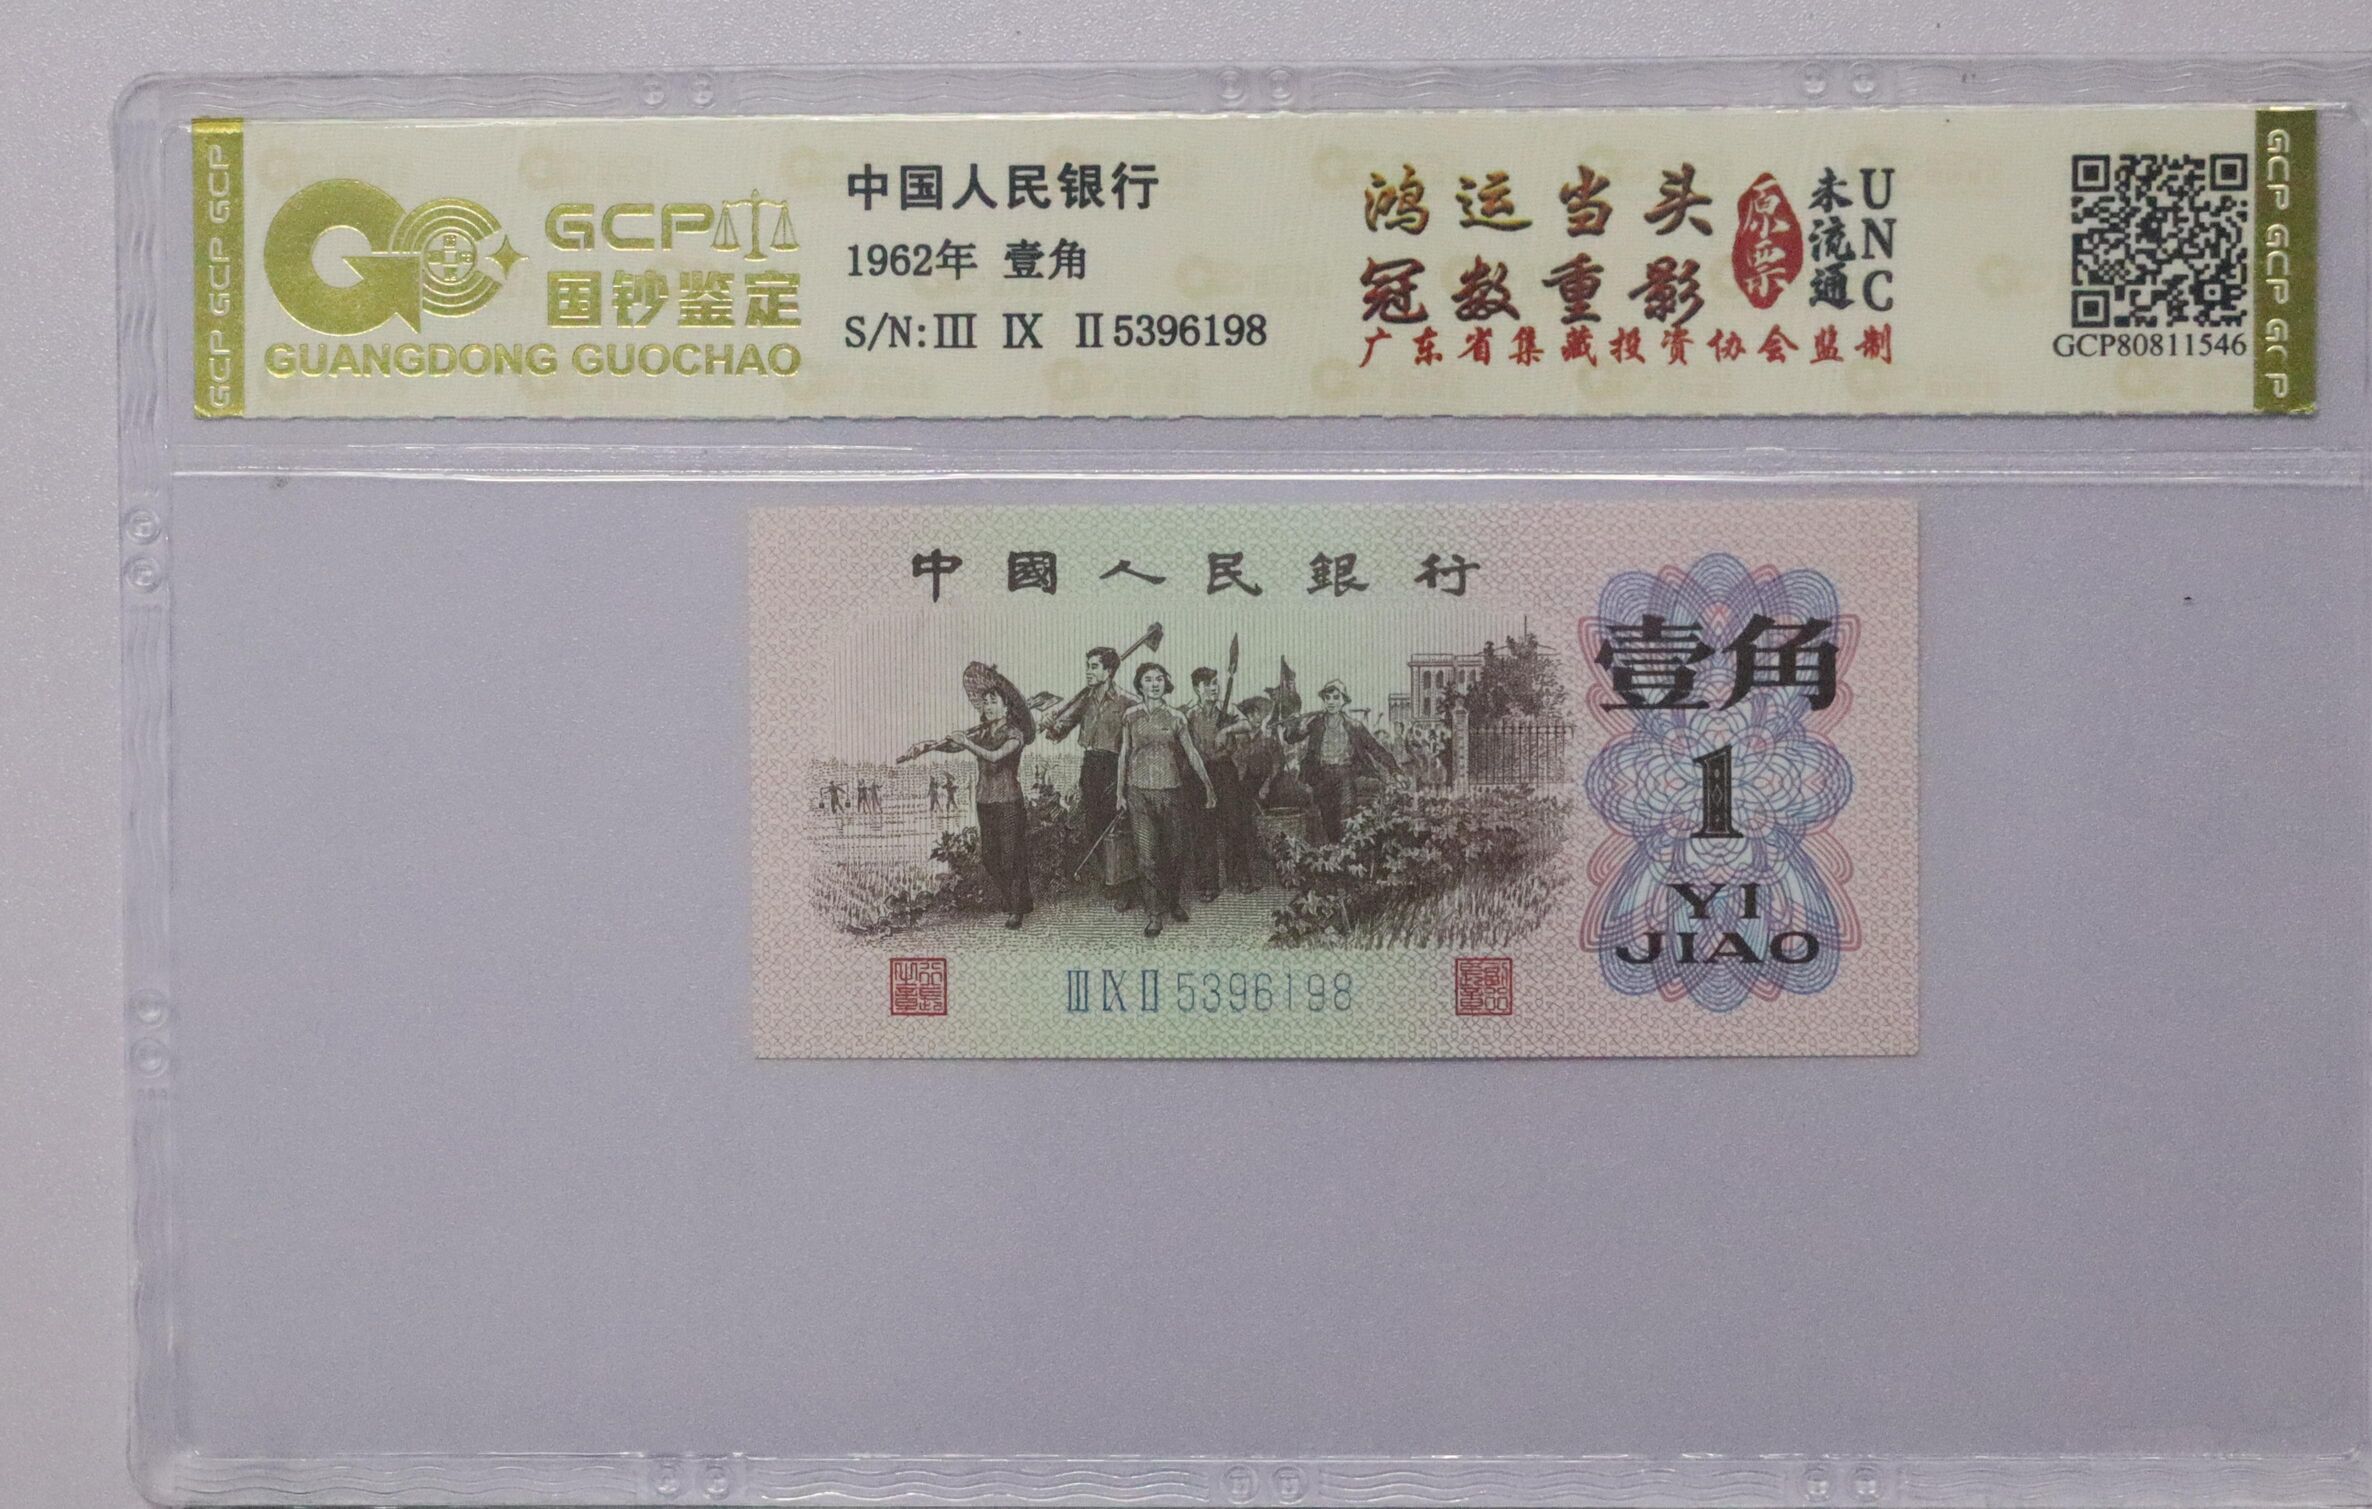 GCP GCP GCP
GCP
国钞鉴定
GUANGDONG GUOCHAO
中国人民银行
1962年 壹角
S/N:Ⅲ Ⅸ Ⅱ5396198
鸿运当头
冠数重影
原票
未流通
UNC
广东省集藏投资协会监制
GCP80811546
GCP GCP GCP
中國人民銀行
壹角
1
YI
JIAO
ⅢⅨⅡ5396198